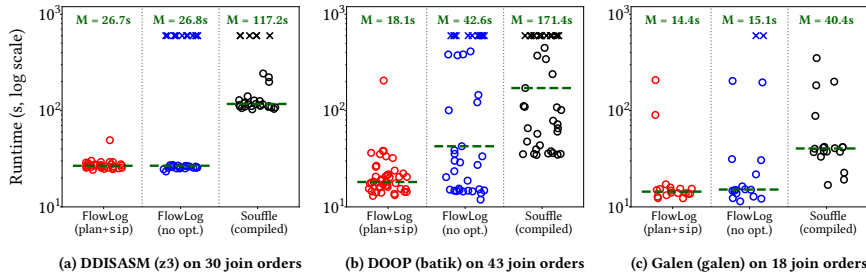 Runtime (s, log scale)
10³
10²
10¹
M = 26.7s M = 26.8s M = 117.2s
FlowLog (plan+sip)
FlowLog (no opt.)
Souffle (compiled)
(a) DDISASM (z3) on 30 join orders
10³
10²
10¹
M = 18.1s M = 42.6s M = 171.4s
FlowLog (plan+sip)
FlowLog (no opt.)
Souffle (compiled)
(b) DOOP (batik) on 43 join orders
10³
10²
10¹
M = 14.4s M = 15.1s M = 40.4s
FlowLog (plan+sip)
FlowLog (no opt.)
Souffle (compiled)
(c) Galen (galen) on 18 join orders